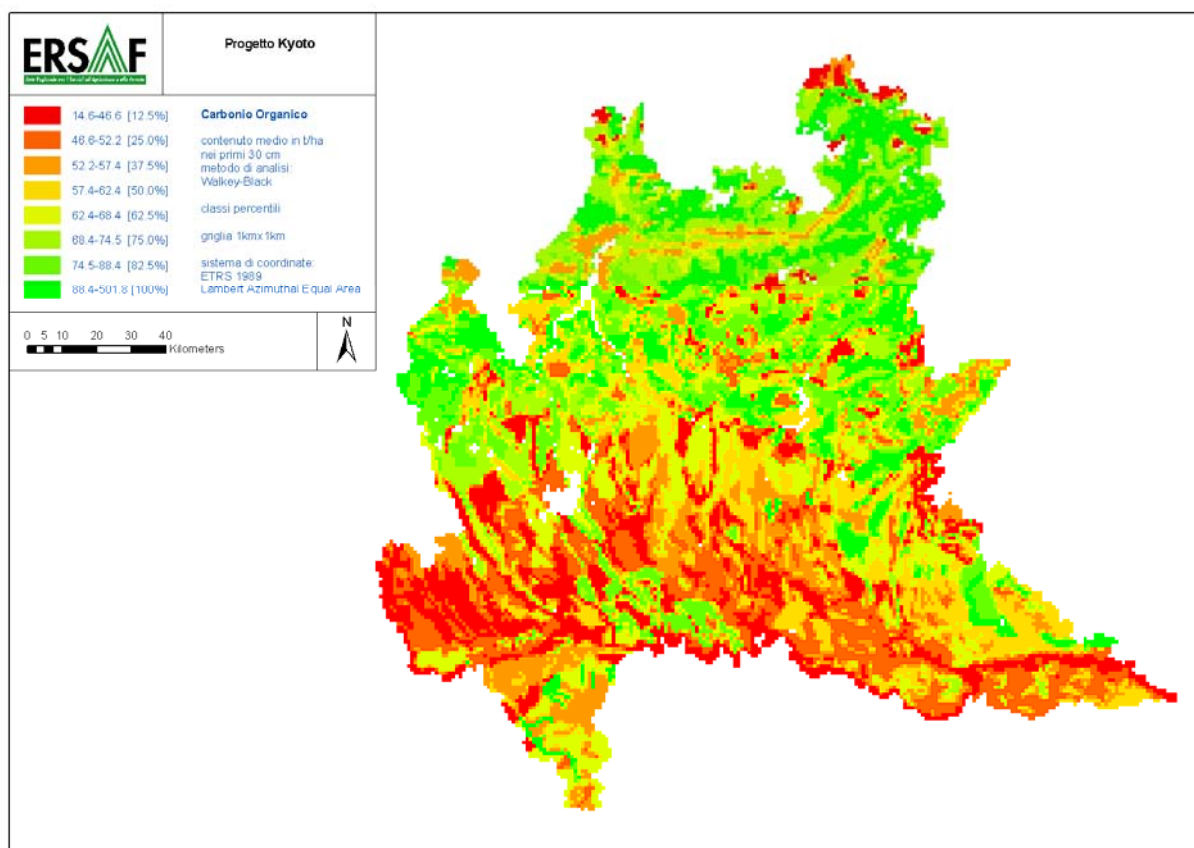 ERSAF
Progetto Kyoto
14.6-46.6 [12.5%]
46.6-52.2 [25.0%]
52.2-57.4 [37.5%]
57.4-62.4 [50.0%]
62.4-68.4 [62.5%]
68.4-74.5 [75.0%]
74.5-88.4 [82.5%]
88.4-501.8 [100%]
Carbonio Organico
contenuto medio in t/ha
nei primi 30 cm
metodo di analisi:
Walkey-Black
classi percentili
griglia 1kmx1km
sistema di coordinate:
ETRS 1989
Lambert Azimuthal Equal Area
0 5 10 20 30 40
Kilometers
N